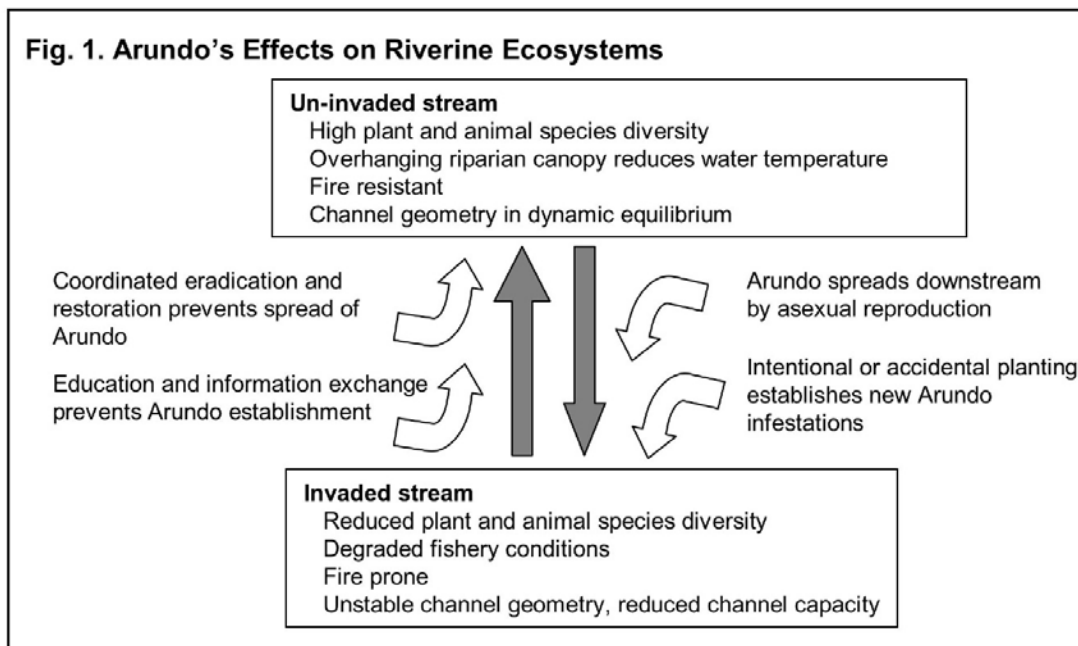 Fig. 1. Arundo's Effects on Riverine Ecosystems
Un-invaded stream
High plant and animal species diversity
Overhanging riparian canopy reduces water temperature
Fire resistant
Channel geometry in dynamic equilibrium
Coordinated eradication and
restoration prevents spread of
Arundo
Education and information exchange
prevents Arundo establishment
Arundo spreads downstream
by asexual reproduction
Intentional or accidental planting
establishes new Arundo
infestations
Invaded stream
Reduced plant and animal species diversity
Degraded fishery conditions
Fire prone
Unstable channel geometry, reduced channel capacity